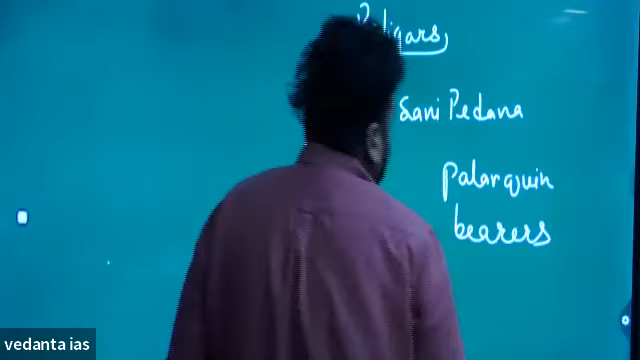 Poligars
Sani Pedana
Palarquin
bearers
vedanta ias